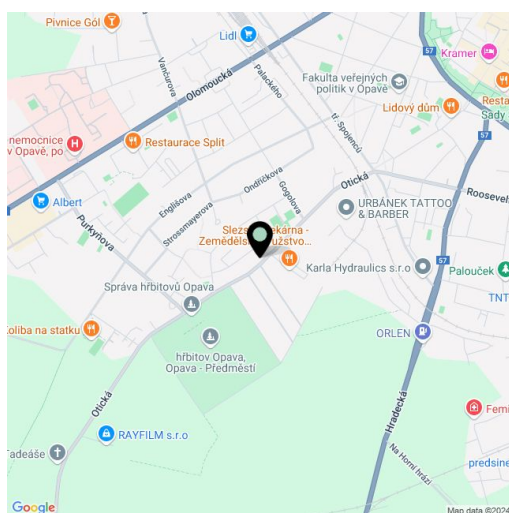 Pivnice Gól
Lidl
57
Kramer
Vančurova
Palackého
Olomoucká
Fakulta veřejných
politik v Opavě
Lidový dům
Resta
Sady
tř. Spojenců
nemocnice
v Opavě, po
Restaurace Split
Ondříčkova
Gogolova
Otická
Roosevel
Albert
Englišova
Strossmayerova
URBÁNEK TATTOO
& BARBER
Purkyňova
Slezs
ekárna -
Zeměděls
užstvo...
57
Karla Hydraulics s.r.o
Palouček
Správa hřbitovů Opava
TNT
Koliba na statku
hřbitov Opava,
Opava - Předměstí
ORLEN
Otická
Hradecká
Femi
RAYFILM s.r.o
Tadeáše
Na Horní hrázi
předsíně
Google
Map data ©2024